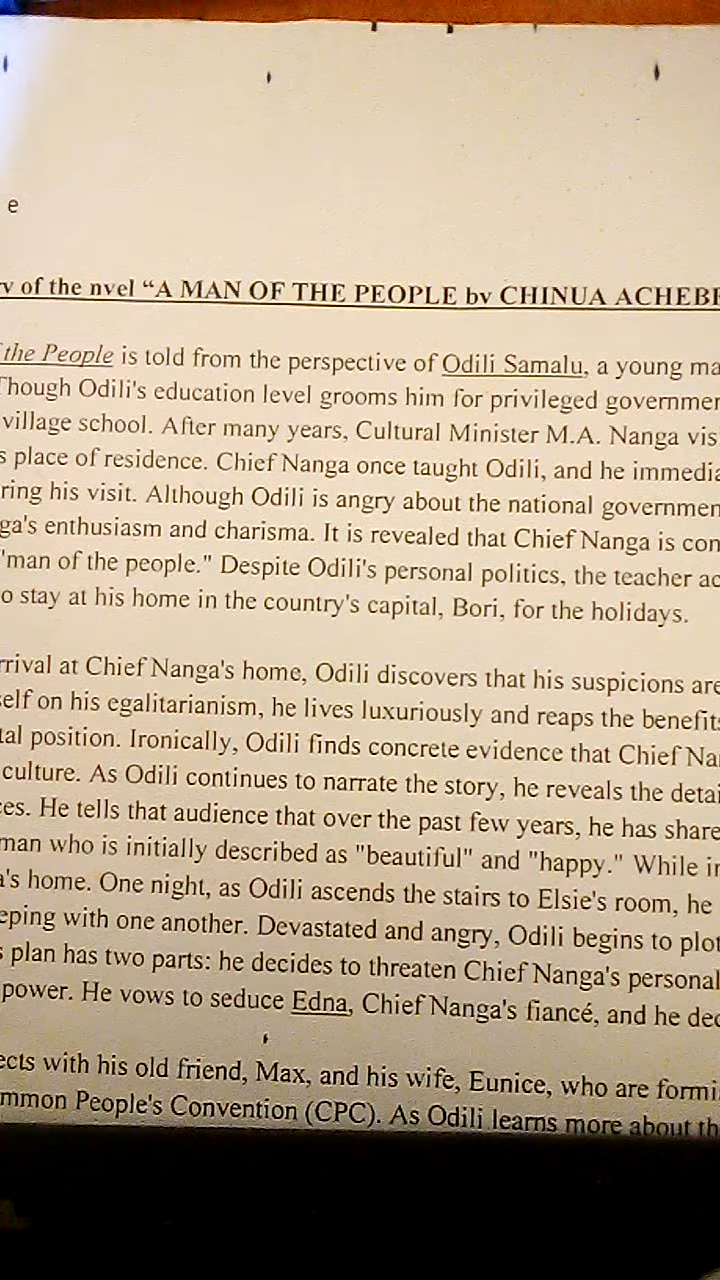 e
y of the nvel “A MAN OF THE PEOPLE by CHINUA ACHEBE
the People is told from the perspective of Odili Samalu, a young ma
Though Odili's education level grooms him for privileged governmen
village school. After many years, Cultural Minister M.A. Nanga vis
s place of residence. Chief Nanga once taught Odili, and he immedia
ring his visit. Although Odili is angry about the national governmen
ga's enthusiasm and charisma. It is revealed that Chief Nanga is con
"man of the people." Despite Odili's personal politics, the teacher ac
o stay at his home in the country's capital, Bori, for the holidays.
rrival at Chief Nanga's home, Odili discovers that his suspicions are
self on his egalitarianism, he lives luxuriously and reaps the benefits
tal position. Ironically, Odili finds concrete evidence that Chief Na
culture. As Odili continues to narrate the story, he reveals the detai
ces. He tells that audience that over the past few years, he has share
man who is initially described as "beautiful" and "happy." While in
a's home. One night, as Odili ascends the stairs to Elsie's room, he
eping with one another. Devastated and angry, Odili begins to plot
s plan has two parts: he decides to threaten Chief Nanga's personal
power. He vows to seduce Edna, Chief Nanga's fiancé, and he dec
ects with his old friend, Max, and his wife, Eunice, who are formi
mmon People's Convention (CPC). As Odili learns more about th